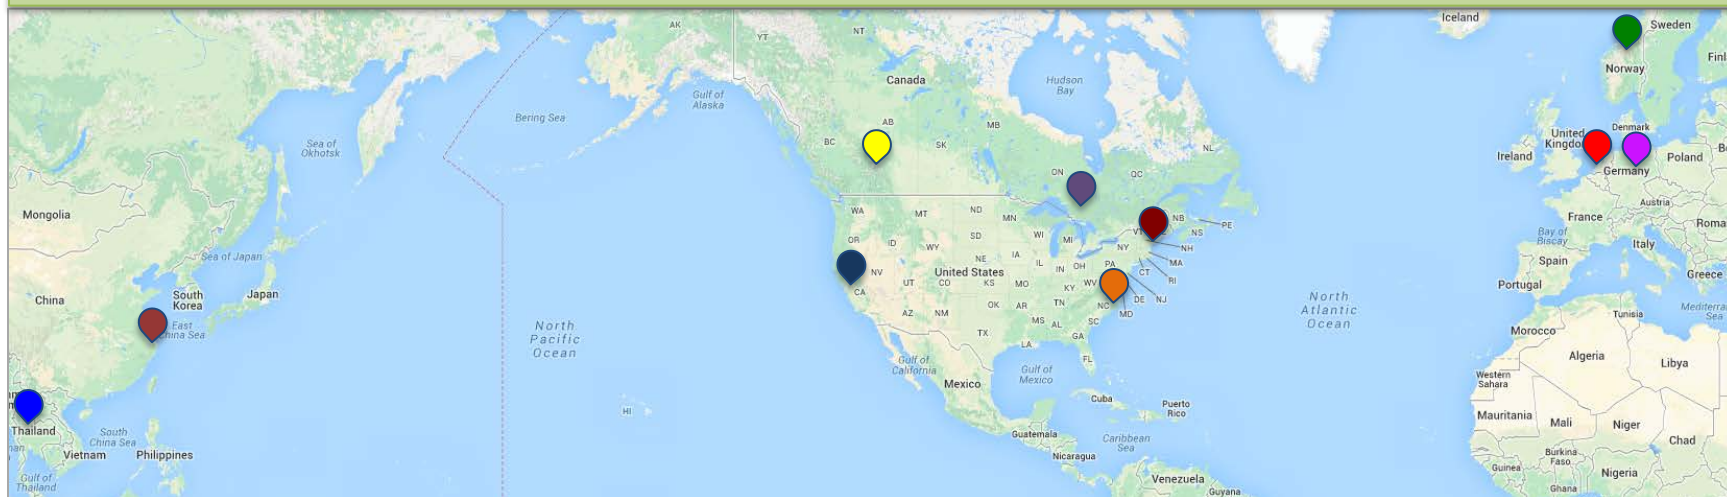 Iceland
Sweden
AK
YT
NT
Norway
Canada
Hudson
Bay
Gulf of
Alaska
Bering Sea
Sea of
Okhotsk
AB
BC
SK
MB
NL
ON
QC
United
Kingdo
Denmark
Ireland
Poland
Germany
Mongolia
WA
MT
ND
MN
NB
PE
NS
Austria
France
Roma
Bay of
Biscay
Italy
Sea of Japan
OR
ID
WY
SD
WI
MI
NY
NH
MA
Spain
Portugal
Greece
China
South
Korea
Japan
NV
UT
CO
United States
NE
IA
IL
IN
OH
PA
CT
RI
KS
MO
KY
WV
DE
NJ
MD
CA
North
Atlantic
Ocean
East
hina Sea
North
Pacific
Ocean
AZ
NM
OK
AR
TN
NC
MS
AL
SC
GA
TX
LA
FL
Tunisia
Mediterra
Sea
Morocco
Algeria
Libya
Gulf of
California
Gulf of
Mexico
Mexico
Western
Sahara
HI
Cuba
Puerto
Rico
Mauritania
Mali
Niger
Chad
Thailand
South
China Sea
Vietnam
Philippines
Gulf of
Thailand
Guatemala
Caribbean
Sea
Nicaragua
Venezuela
Guyana
Burkina
Faso
Guinea
Ghana
Nigeria